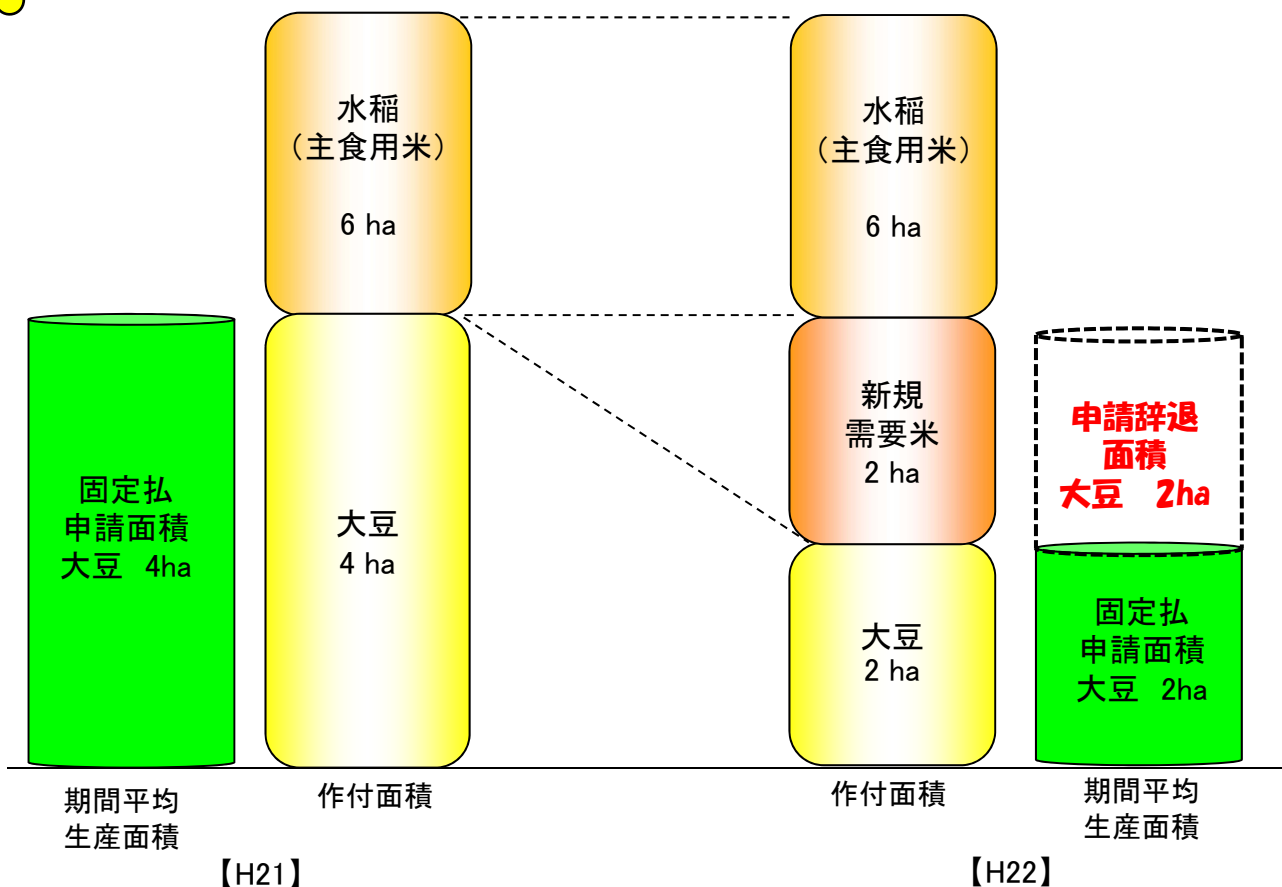 水稲
（主食用米）
6 ha
固定払
申請面積
大豆　4ha
大豆
4 ha
水稲
（主食用米）
6 ha
新規
需要米
2 ha
大豆
2 ha
申請辞退
面積
大豆　2ha
固定払
申請面積
大豆　2ha
期間平均
生産面積
作付面積
作付面積
期間平均
生産面積
【H21】
【H22】